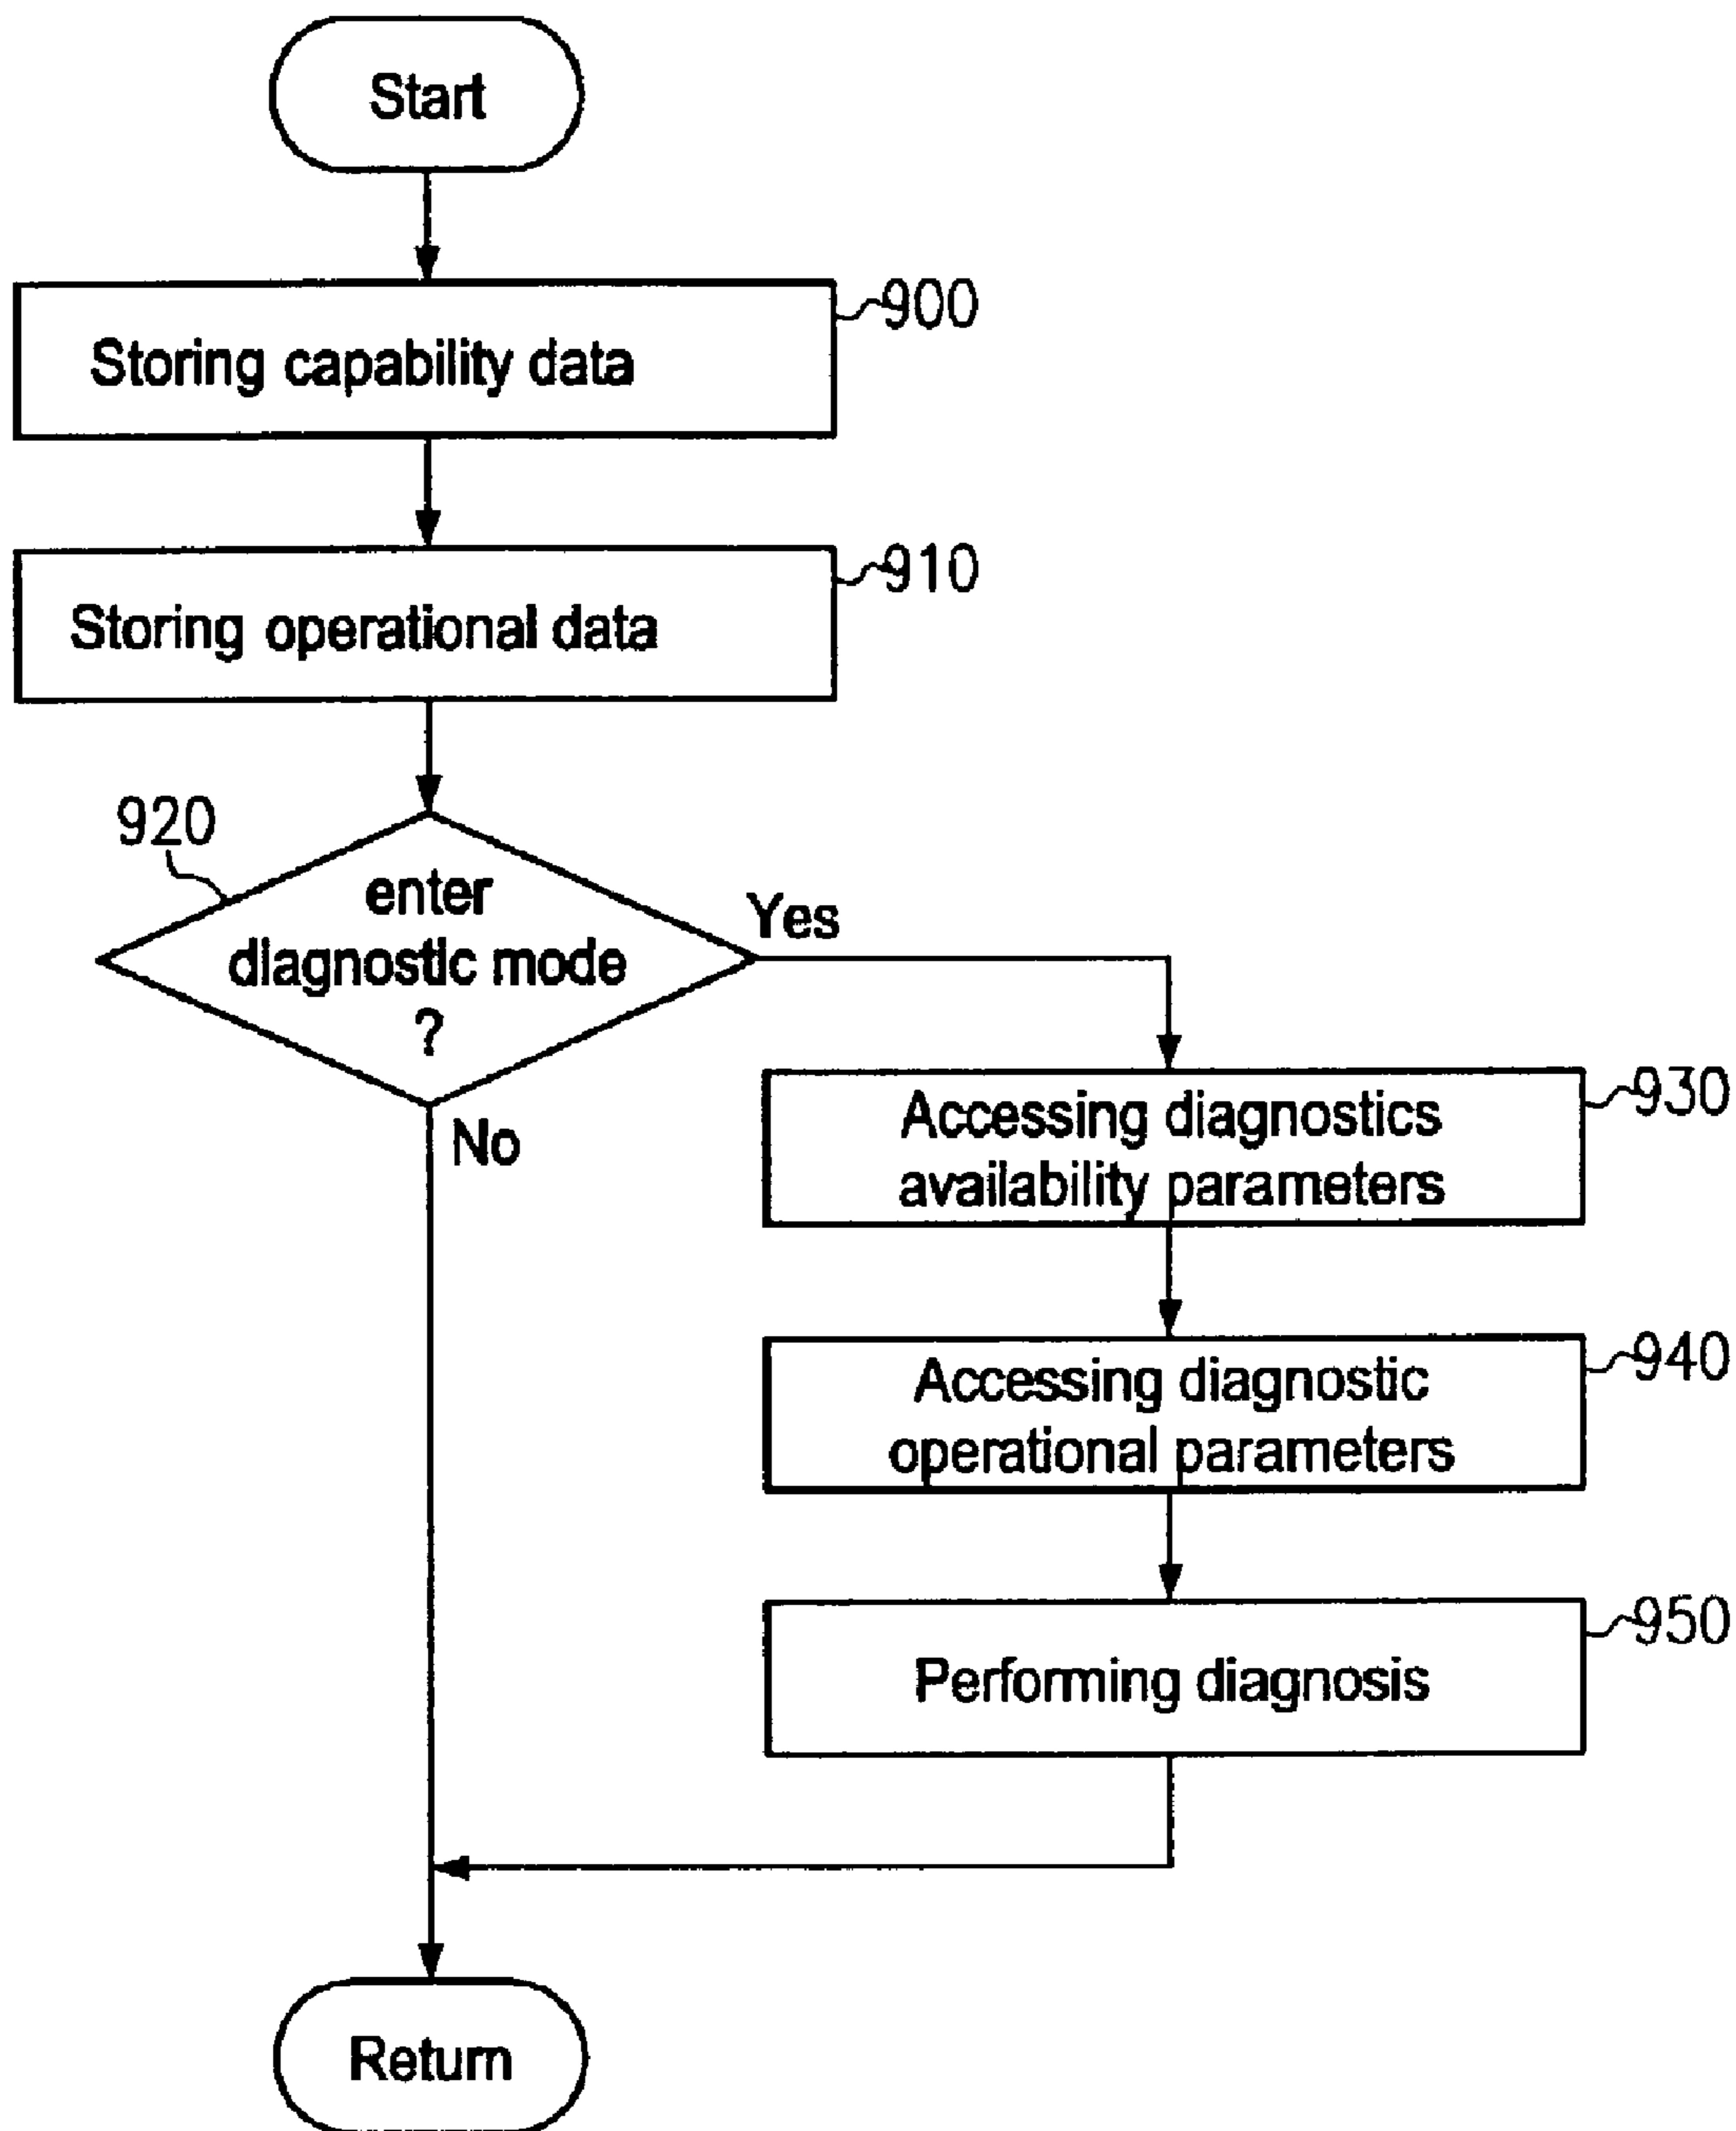 Start
900
Storing capability data
910
Storing operational data
920
enter
diagnostic mode
?
Yes
No
930
Accessing diagnostics
availability parameters
940
Accessing diagnostic
operational parameters
950
Performing diagnosis
Return